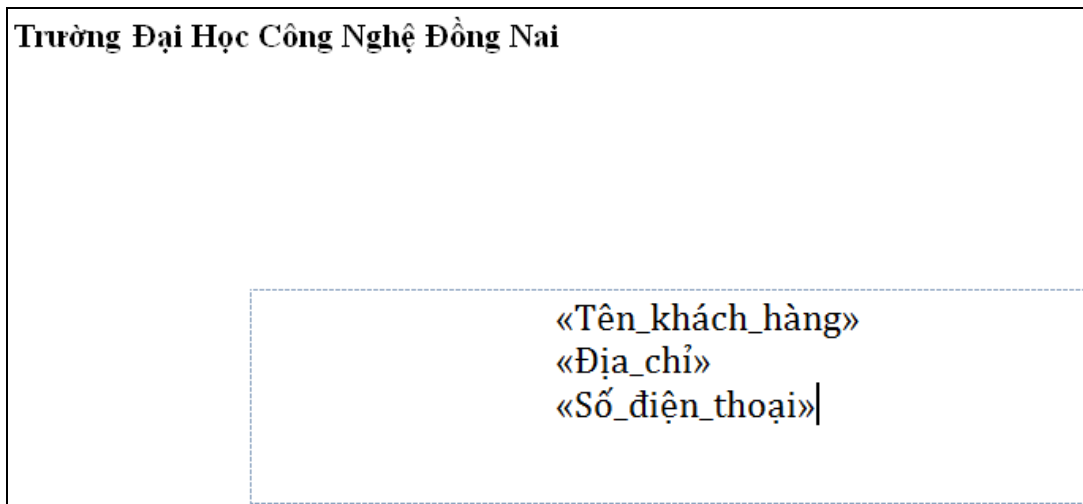 Trường Đại Học Công Nghệ Đồng Nai
«Tên_khách_hàng»
«Địa_chỉ»
«Số_điện_thoại»